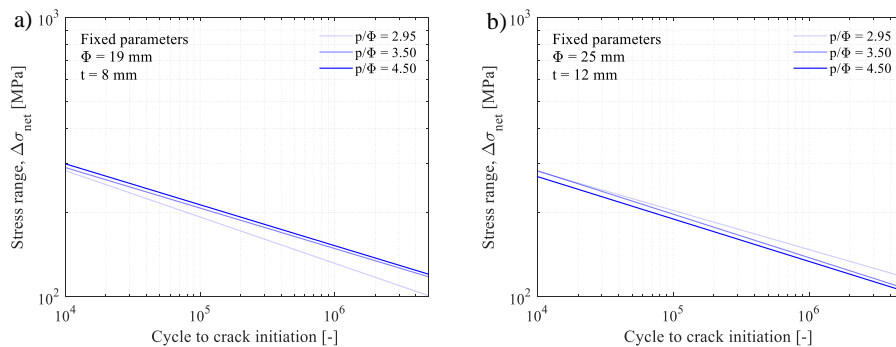 a)
10³
Fixed parameters
Φ = 19 mm
t = 8 mm
p/Φ = 2.95
p/Φ = 3.50
p/Φ = 4.50
Stress range, Δσnet [MPa]
10²
10⁴
10⁵
10⁶
Cycle to crack initiation [-]
b)
10³
Fixed parameters
Φ = 25 mm
t = 12 mm
p/Φ = 2.95
p/Φ = 3.50
p/Φ = 4.50
Stress range, Δσnet [MPa]
10²
10⁴
10⁵
10⁶
Cycle to crack initiation [-]